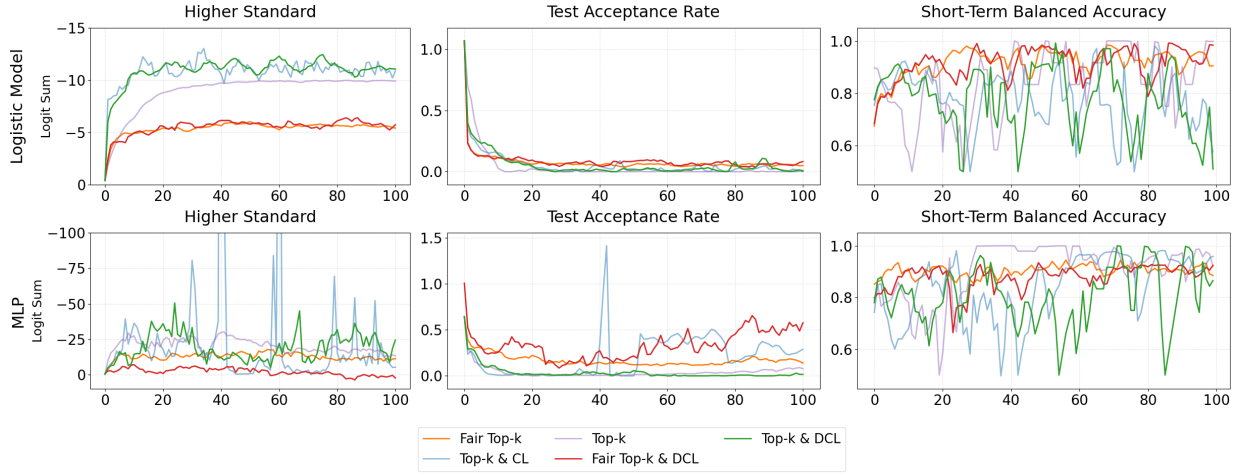 Higher Standard
Test Acceptance Rate
Short-Term Balanced Accuracy
Logistic Model
Logit Sum
−15
−10
−5
0
0 20 40 60 80 100
1.0
0.5
0.0
0 20 40 60 80 100
1.0
0.8
0.6
0 20 40 60 80 100
Higher Standard
Test Acceptance Rate
Short-Term Balanced Accuracy
MLP
Logit Sum
−100
−75
−50
−25
0
0 20 40 60 80 100
1.5
1.0
0.5
0.0
0 20 40 60 80 100
1.0
0.8
0.6
0 20 40 60 80 100
Fair Top-k
Top-k
Top-k & DCL
Top-k & CL
Fair Top-k & DCL